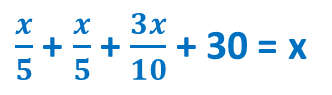 x/5 + x/5 + 3x/10 + 30 = x